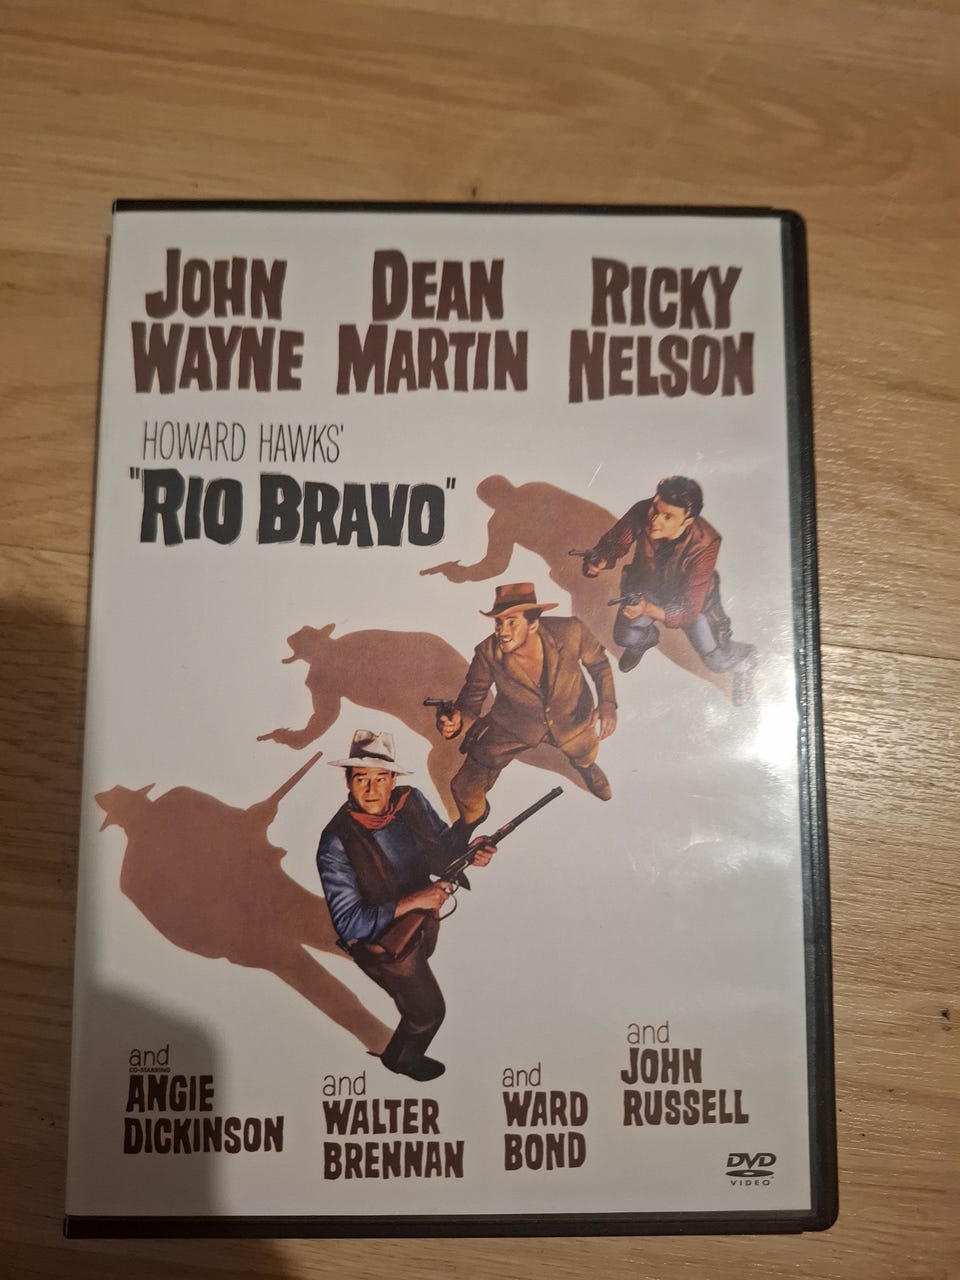 JOHN
WAYNE
DEAN
MARTIN
RICKY
NELSON
HOWARD HAWKS'
"RIO BRAVO"
and
CO-STARRING
ANGIE
DICKINSON
and
WALTER
BRENNAN
and
WARD
BOND
and
JOHN
RUSSELL
DVD
VIDEO